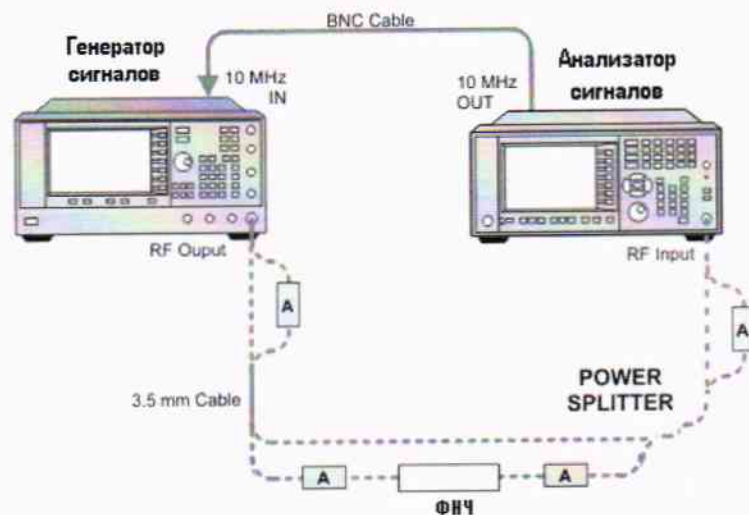 BNC Cable
Генератор
сигналов
10 MHz
IN
10 MHz
OUT
Анализатор
сигналов
RF Ouput
RF Input
A
A
3.5 mm Cable
POWER
SPLITTER
A
A
ФНЧ